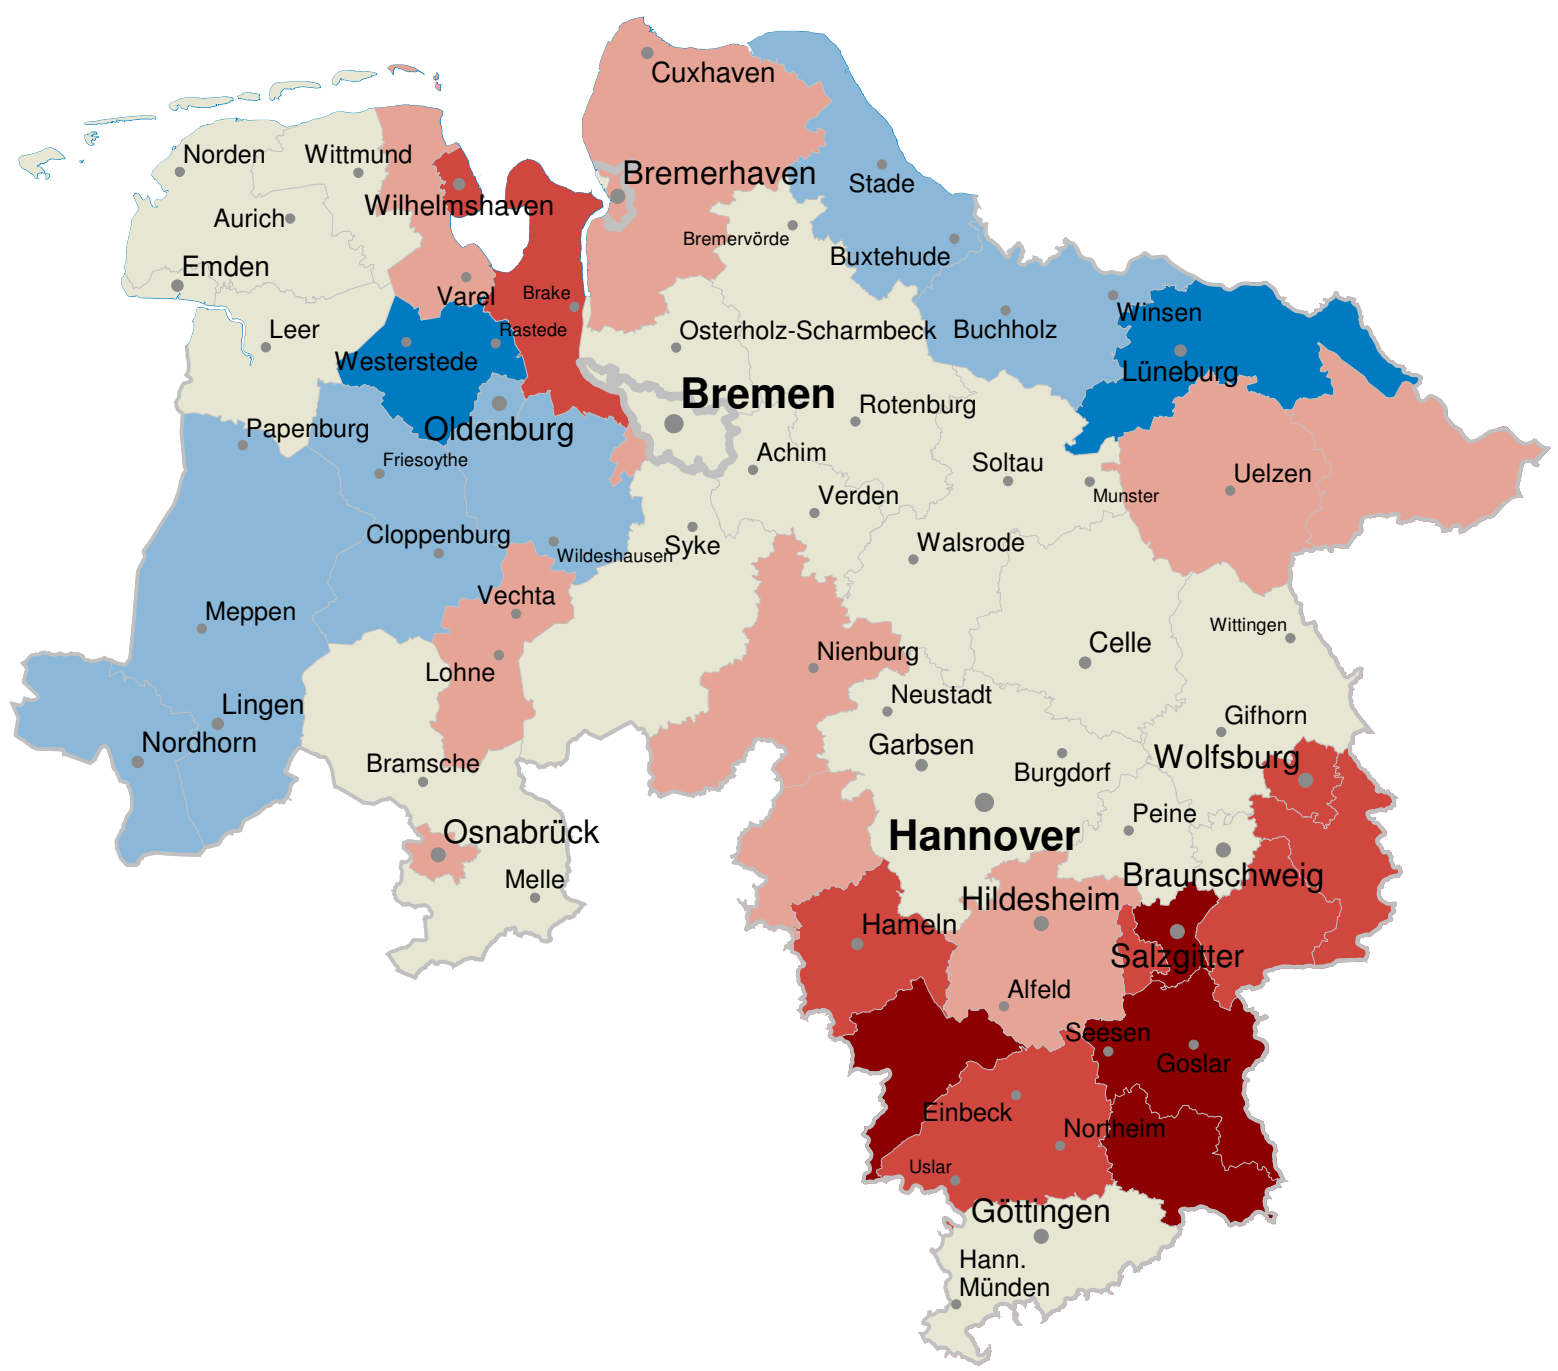 Cuxhaven
Norden
Wittmund
Bremerhaven
Stade
Wilhelmshaven
Aurich
Bremervörde
Buxtehude
Emden
Varel
Brake
Winsen
Leer
Rastede
Osterholz-Scharmbeck
Buchholz
Westerstede
Lüneburg
Bremen
Rotenburg
Papenburg
Oldenburg
Friesoythe
Achim
Soltau
Uelzen
Verden
Munster
Cloppenburg
Wildeshausen
Syke
Walsrode
Vechta
Meppen
Wittingen
Celle
Nienburg
Lohne
Neustadt
Lingen
Gifhorn
Nordhorn
Garbsen
Wolfsburg
Bramsche
Burgdorf
Peine
Osnabrück
Hannover
Melle
Braunschweig
Hildesheim
Hameln
Salzgitter
Alfeld
Seesen
Goslar
Einbeck
Northeim
Uslar
Göttingen
Hann.
Münden